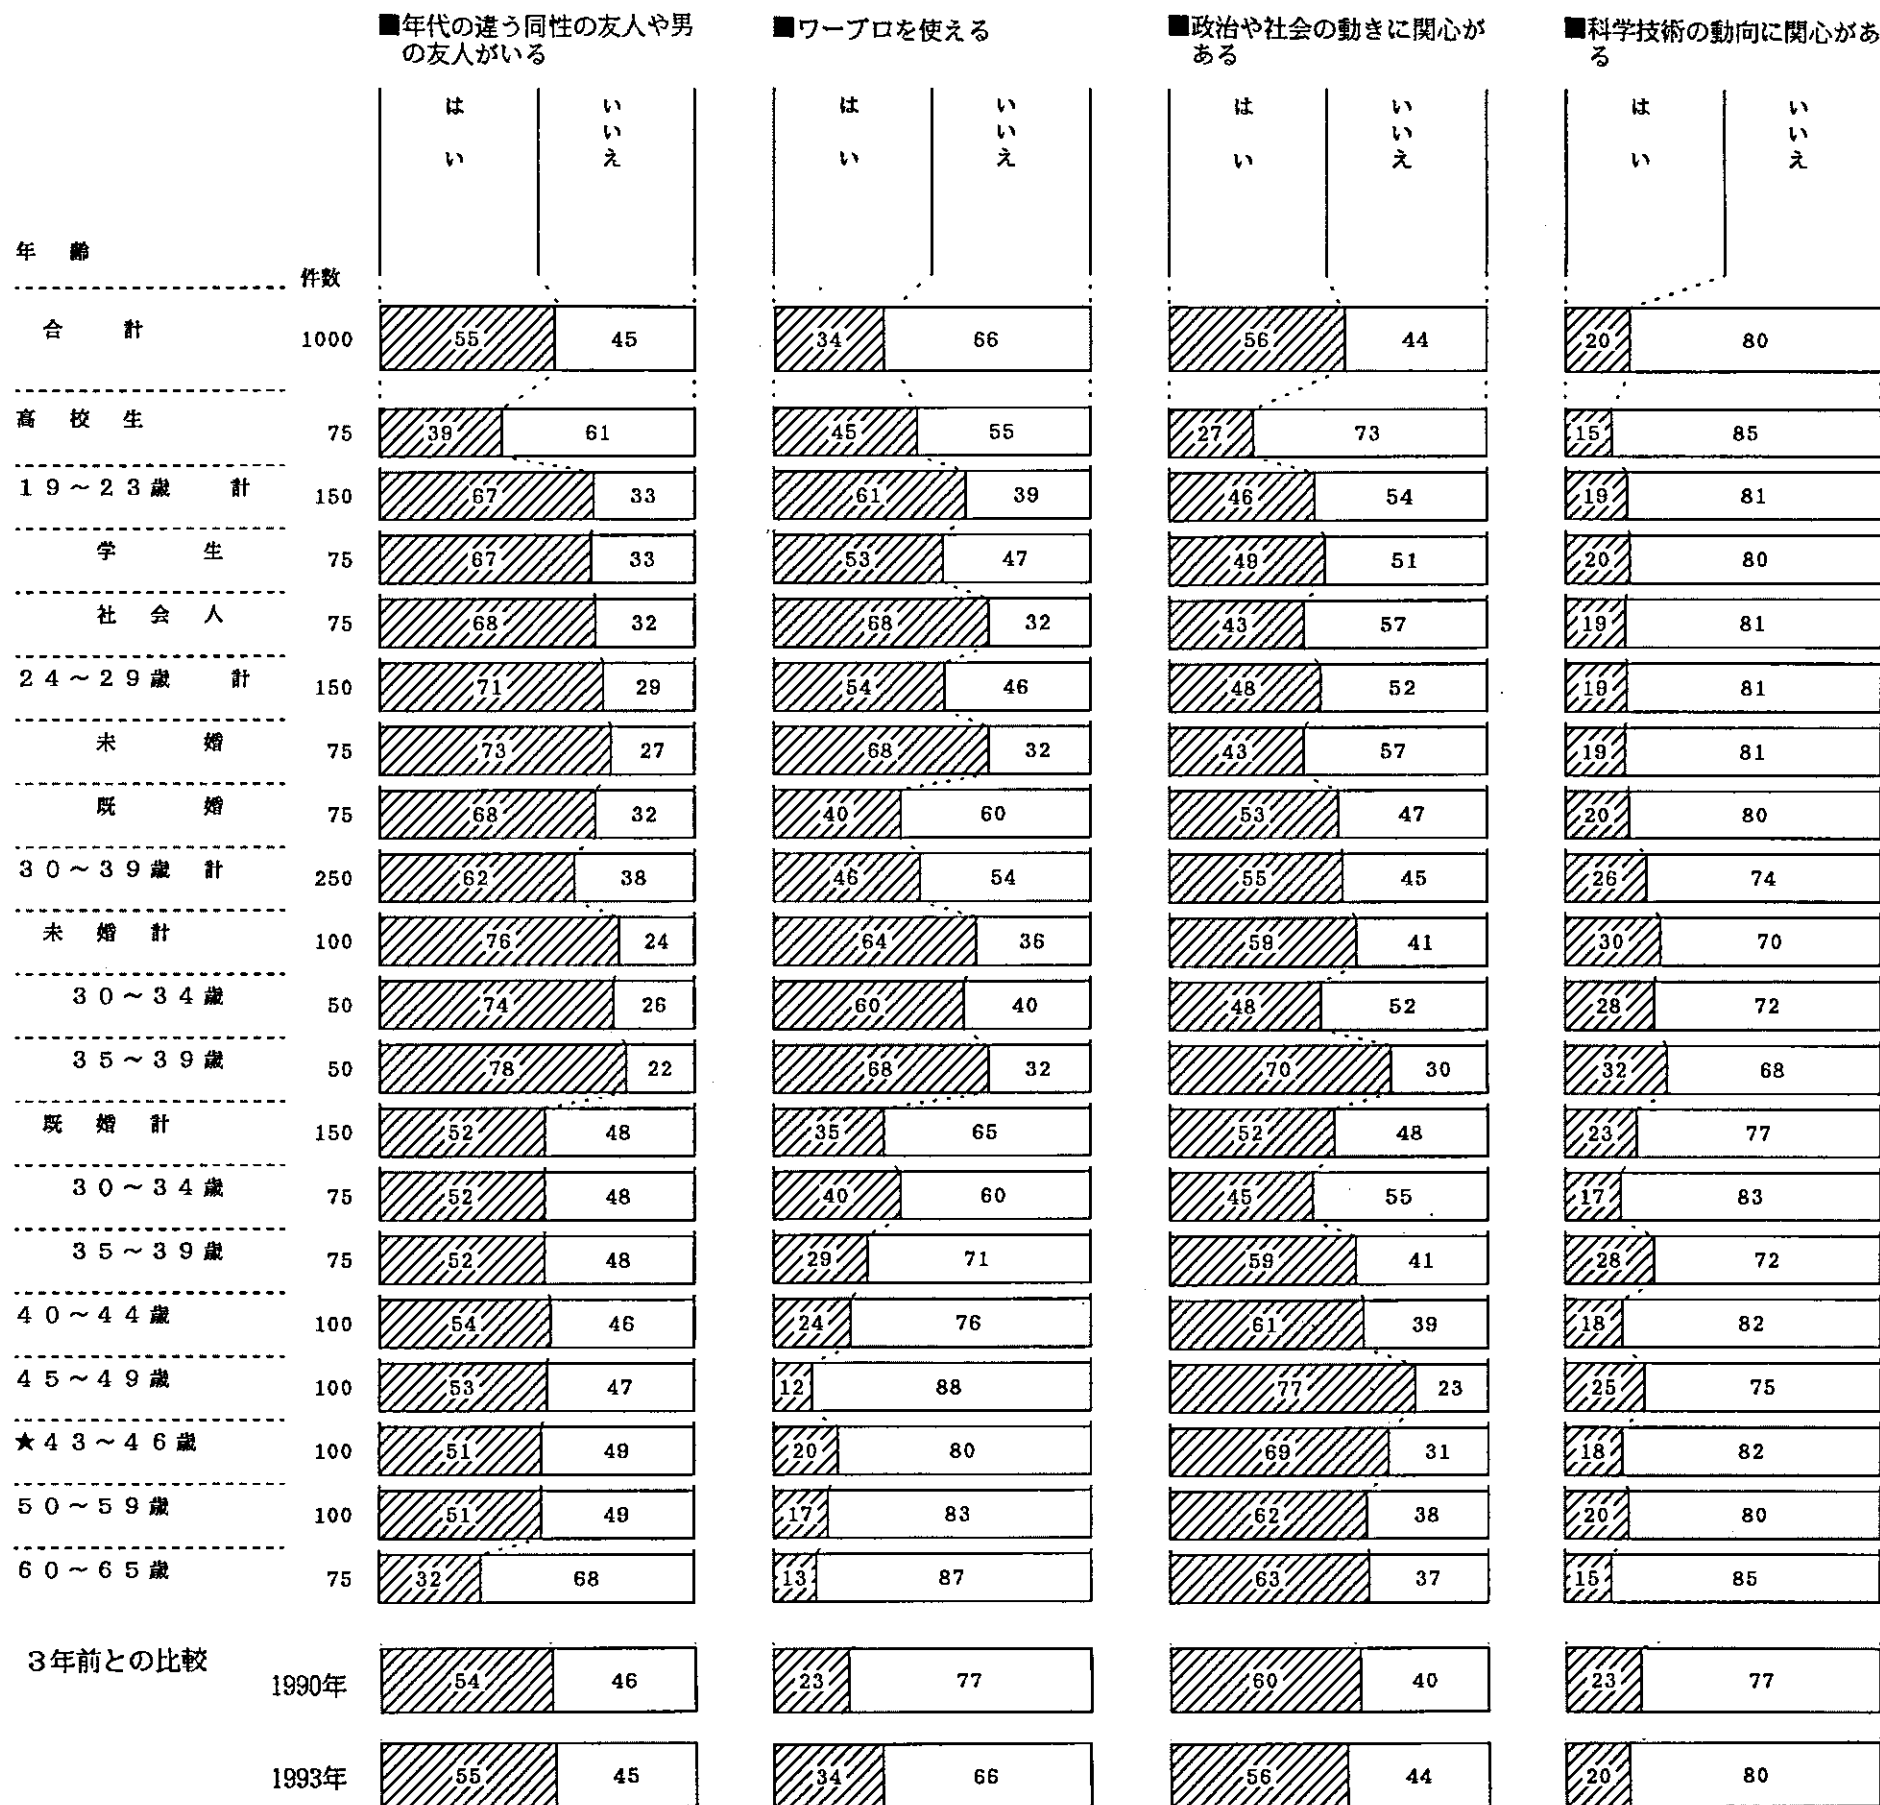 ■年代の違う同性の友人や男
の友人がいる
■ワープロを使える
■政治や社会の動きに関心が
ある
■科学技術の動向に関心があ
る
はい いいえ はい いいえ はい いいえ はい いいえ
年齢
件数
合計 1000 55 45 34 66 56 44 20 80
高校生 75 39 61 45 55 27 73 15 85
19~23歳 計 150 67 33 61 39 46 54 19 81
学生 75 67 33 53 47 49 51 20 80
社会人 75 68 32 68 32 43 57 19 81
24~29歳 計 150 71 29 54 46 48 52 19 81
未婚 75 73 27 68 32 43 57 19 81
既婚 75 68 32 40 60 53 47 20 80
30~39歳 計 250 62 38 46 54 55 45 26 74
未婚計 100 76 24 64 36 59 41 30 70
30~34歳 50 74 26 60 40 48 52 28 72
35~39歳 50 78 22 68 32 70 30 32 68
既婚計 150 52 48 35 65 52 48 23 77
30~34歳 75 52 48 40 60 45 55 17 83
35~39歳 75 52 48 29 71 59 41 28 72
40~44歳 100 54 46 24 76 61 39 18 82
45~49歳 100 53 47 12 88 77 23 25 75
★43~46歳 100 51 49 20 80 69 31 18 82
50~59歳 100 51 49 17 83 62 38 20 80
60~65歳 75 32 68 13 87 63 37 15 85
3年前との比較
1990年 54 46 23 77 60 40 23 77
1993年 55 45 34 66 56 44 20 80